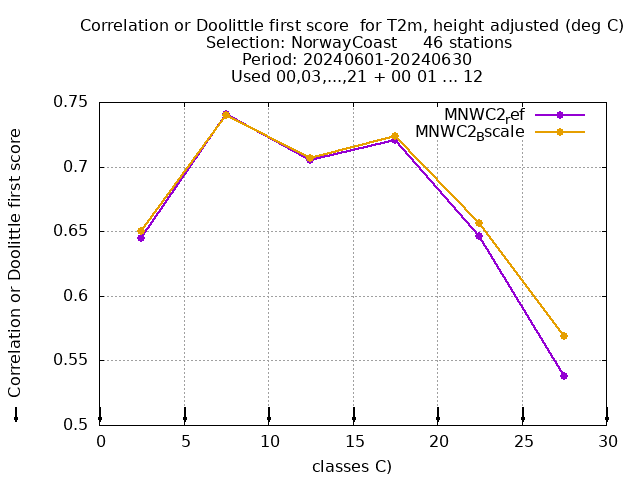 Correlation or Doolittle first score  for T2m, height adjusted (deg C)
Selection: NorwayCoast     46 stations
Period: 20240601-20240630
Used 00,03,...,21 + 00 01 ... 12
MNWC2ref
MNWC2Bscale
0.75
0.7
0.65
0.6
0.55
0.5
← Correlation or Doolittle first score
0 5 10 15 20 25 30
classes C)